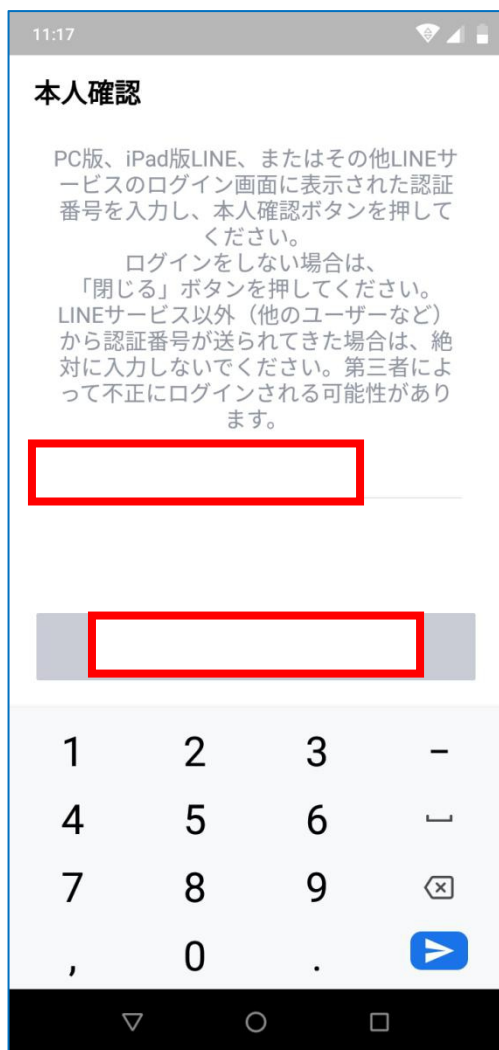 11:17
本人確認
PC版、iPad版LINE、またはその他LINEサ
ービスのログイン画面に表示された認証
番号を入力し、本人確認ボタンを押して
ください。
ログインをしない場合は、
「閉じる」ボタンを押してください。
LINEサービス以外（他のユーザーなど）
から認証番号が送られてきた場合は、絶
対に入力しないでください。第三者によ
って不正にログインされる可能性があり
ます。
1 2 3 −
4 5 6
7 8 9
, 0 .